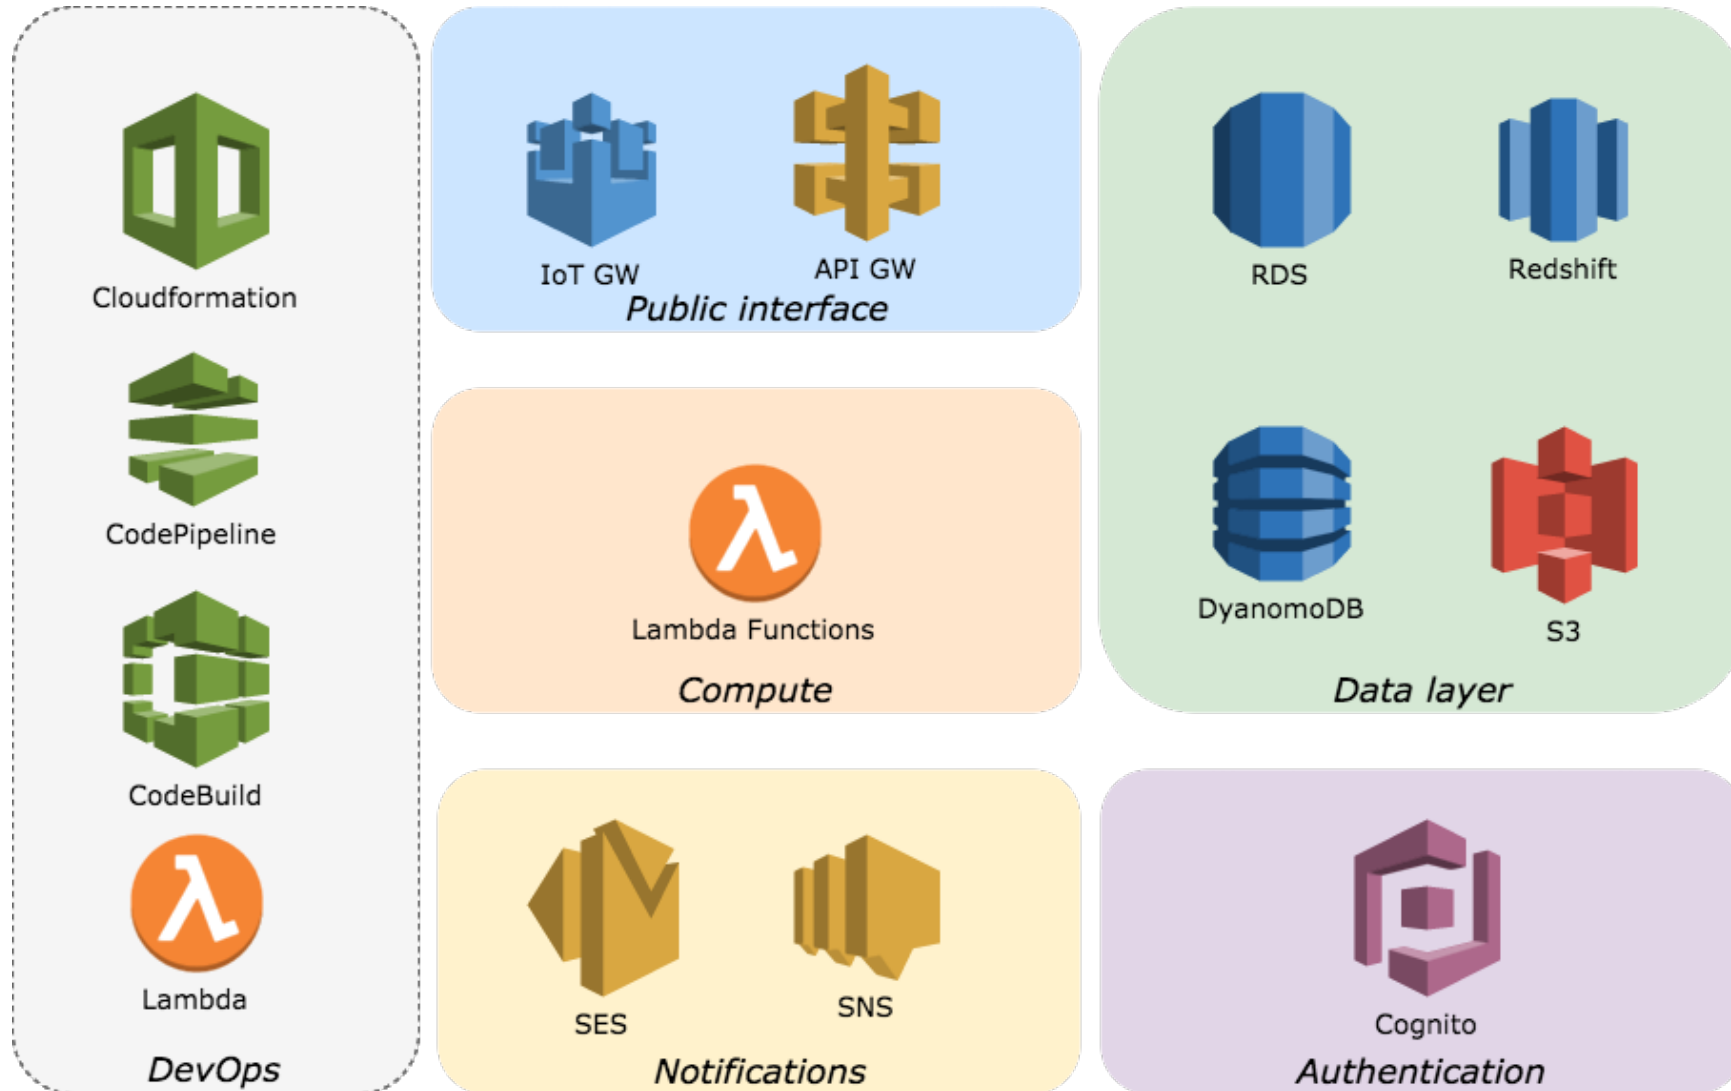 Cloudformation
CodePipeline
CodeBuild
Lambda
DevOps
IoT GW
API GW
Public interface
Lambda Functions
Compute
SES
SNS
Notifications
RDS
Redshift
DyanomoDB
S3
Data layer
Cognito
Authentication